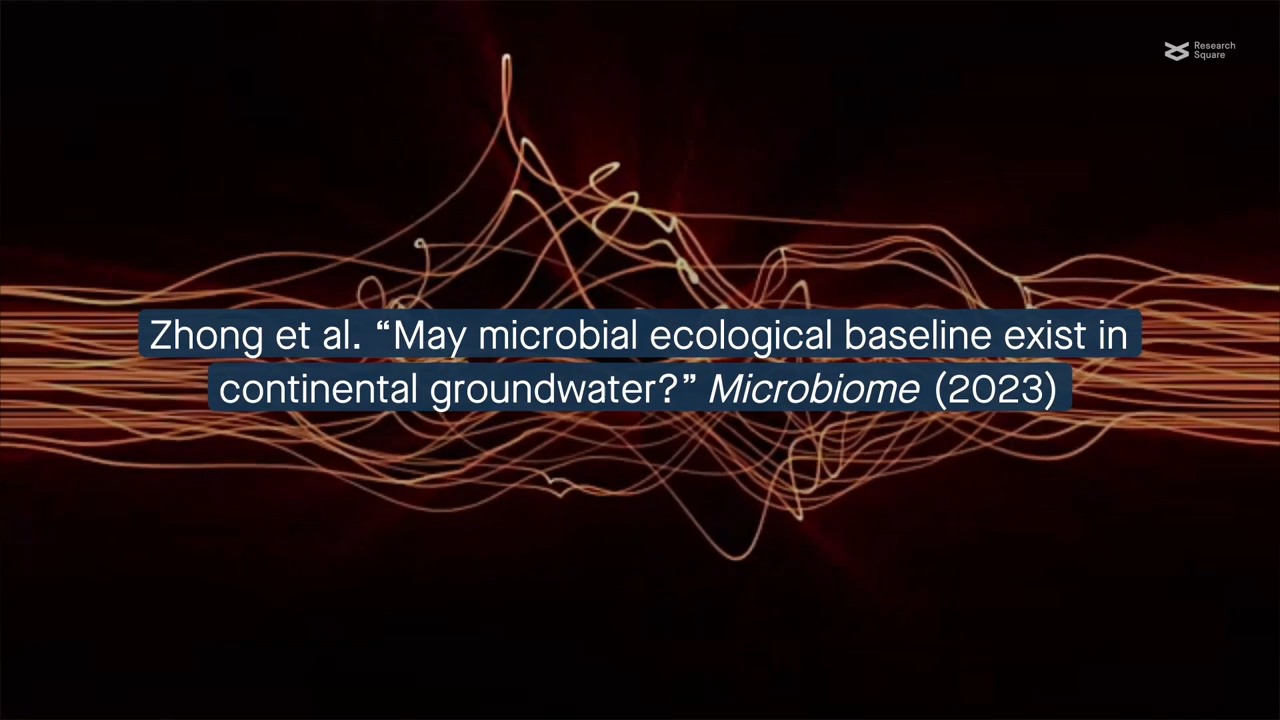 Research
Square
Zhong et al. “May microbial ecological baseline exist in
continental groundwater?” Microbiome (2023)